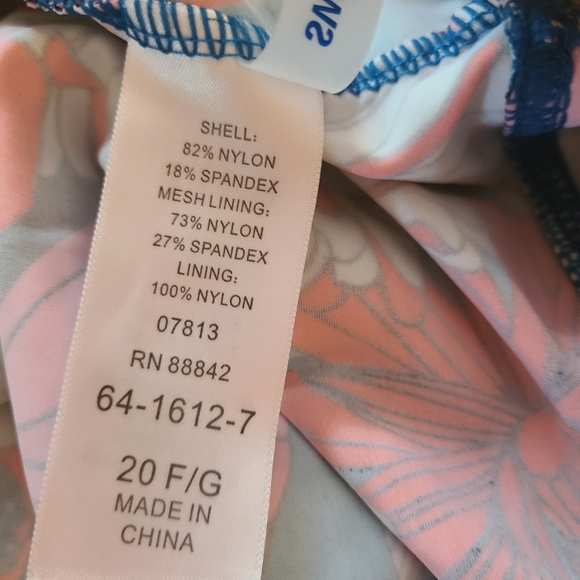 SW
SHELL:
82% NYLON
18% SPANDEX
MESH LINING:
73% NYLON
27% SPANDEX
LINING:
100% NYLON
07813
RN 88842
64-1612-7
20 F/G
MADE IN
CHINA